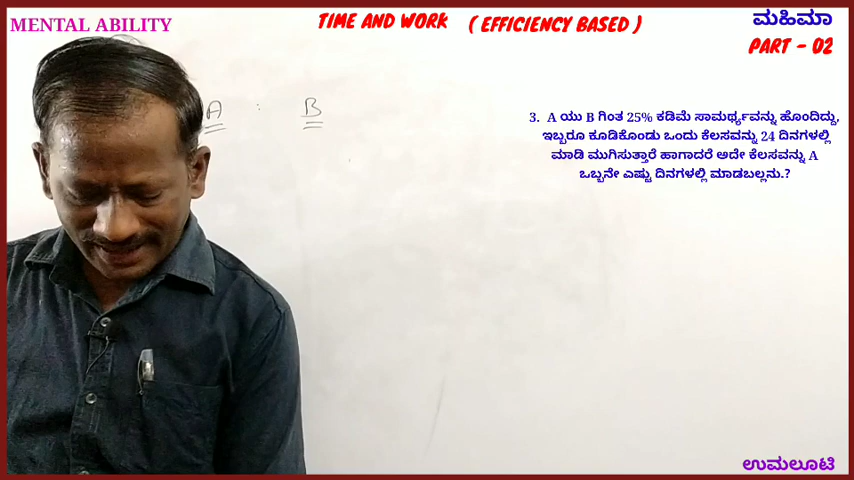 MENTAL ABILITY
TIME AND WORK ( EFFICIENCY BASED )
ಮಹಿಮಾ
PART - 02
A : B
3. A ಯು B ಗಿಂತ 25% ಕಡಿಮೆ ಸಾಮರ್ಥ್ಯವನ್ನು ಹೊಂದಿದ್ದು,
ಇಬ್ಬರೂ ಕೂಡಿಕೊಂಡು ಒಂದು ಕೆಲಸವನ್ನು 24 ದಿನಗಳಲ್ಲಿ
ಮಾಡಿ ಮುಗಿಸುತ್ತಾರೆ ಹಾಗಾದರೆ ಅದೇ ಕೆಲಸವನ್ನು A
ಒಬ್ಬನೇ ಎಷ್ಟು ದಿನಗಳಲ್ಲಿ ಮಾಡಬಲ್ಲನು.?
ಉಮಲೂಟಿ